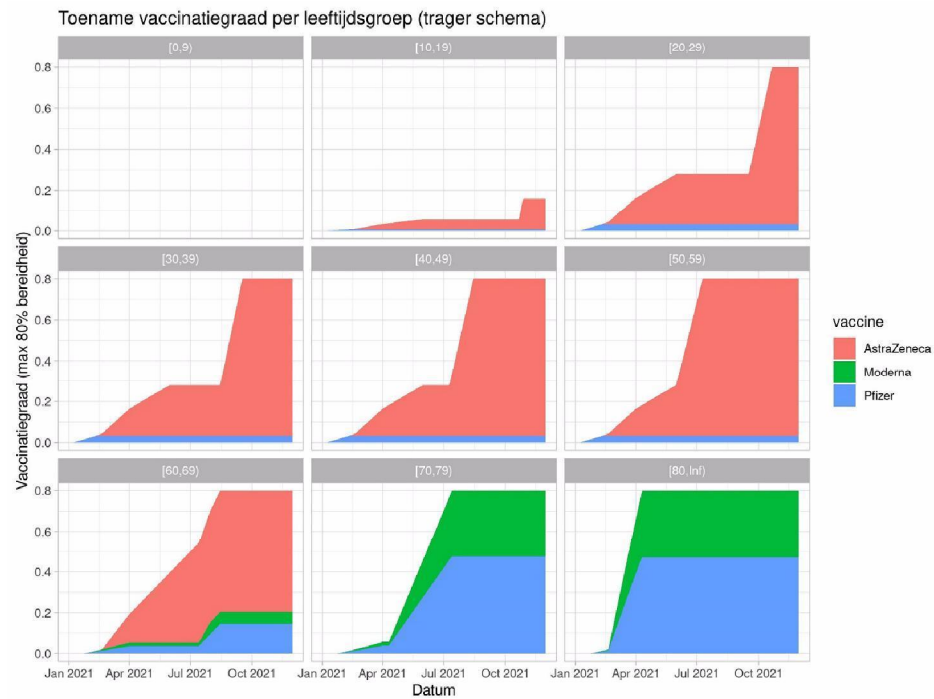 Toename vaccinatiegraad per leeftijdsgroep (trager schema)
[0,9)
[10,19)
[20,29)
0.8
0.6
0.4
0.2
0.0
[30,39)
[40,49)
[50,59)
0.8
0.6
0.4
0.2
0.0
[60,69)
[70,79)
[80,Inf)
0.8
0.6
0.4
0.2
0.0
Jan 2021 Apr 2021 Jul 2021 Oct 2021
Jan 2021 Apr 2021 Jul 2021 Oct 2021
Jan 2021 Apr 2021 Jul 2021 Oct 2021
Datum
Vaccinatiegraad (max 80% bereidheid)
vaccine
AstraZeneca
Moderna
Pfizer